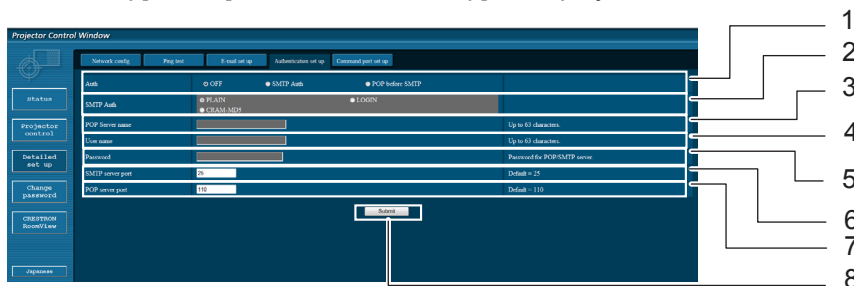 Projector Control Window
Network config Ping test E-mail set up Authentication set up Command port set up
Auth OFF SMTP Auth POP before SMTP
SMTP Auth PLAIN LOGIN
CRAM-MD5
POP Server name Up to 63 characters.
User name Up to 63 characters.
Password Password for POP/SMTP server.
SMTP server port 25 Default = 25
POP server port 110 Default = 110
Submit
Status
Projector
control
Detailed
set up
Change
password
CRESTRON
RoomView
Japanese
1
2
3
4
5
6
7
8